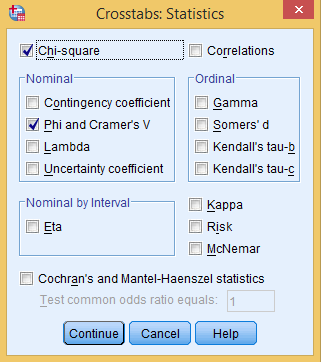 Crosstabs: Statistics
Chi-square
Correlations
Nominal
Contingency coefficient
Phi and Cramer's V
Lambda
Uncertainty coefficient
Ordinal
Gamma
Somers' d
Kendall's tau-b
Kendall's tau-c
Nominal by Interval
Eta
Kappa
Risk
McNemar
Cochran's and Mantel-Haenszel statistics
Test common odds ratio equals: 1
Continue Cancel Help